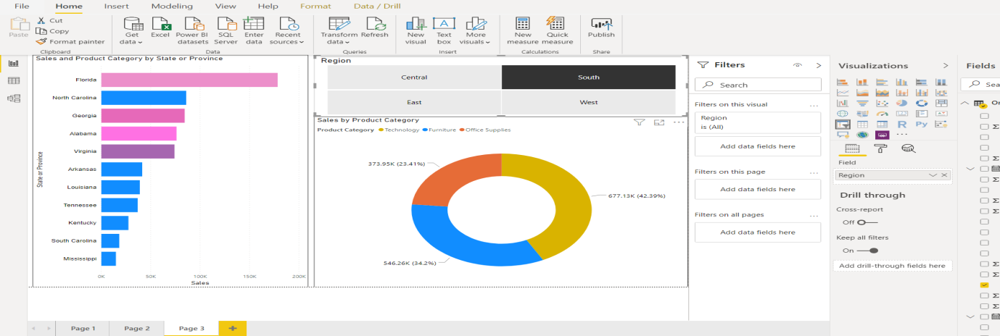 File Home Insert Modeling View Help Format Data / Drill
Paste
Cut
Copy
Format painter
Clipboard
Get data
Excel
Power BI datasets
SQL Server
Enter data
Recent sources
Data
Transform data
Refresh
Queries
New visual
Text box
More visuals
Insert
New measure
Quick measure
Calculations
Publish
Share
Sales and Product Category by State or Province
State or Province
Florida
North Carolina
Georgia
Alabama
Virginia
Arkansas
Louisiana
Tennessee
Kentucky
South Carolina
Mississippi
0K 50K 100K 150K 200K
Sales
Region
Central South
East West
Sales by Product Category
Product Category Technology Furniture Office Supplies
373.95K (23.41%)
677.13K (42.39%)
546.26K (34.2%)
Filters
Search
Filters on this visual ...
Region
is (All)
Add data fields here
Filters on this page ...
Add data fields here
Filters on all pages ...
Add data fields here
Visualizations
R Py
...
Field
Region
Drill through
Cross-report
Off
Keep all filters
On
Add drill-through fields here
Fields
Sea
Or
Page 1 Page 2 Page 3 +